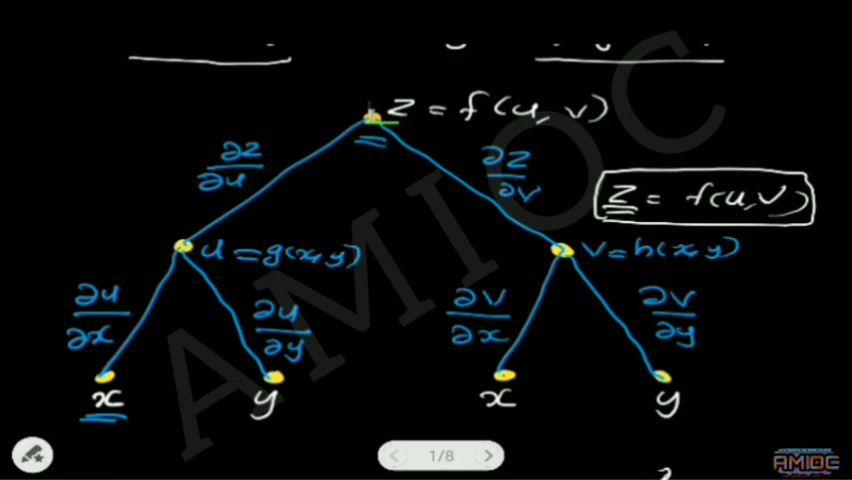 z = f(u, v)
∂z/∂u
∂z/∂v
z = f(u, v)
u = g(x, y)
v = h(x, y)
∂u/∂x
∂u/∂y
∂v/∂x
∂v/∂y
x
y
x
y
1/8
AMIOC
AMIOC